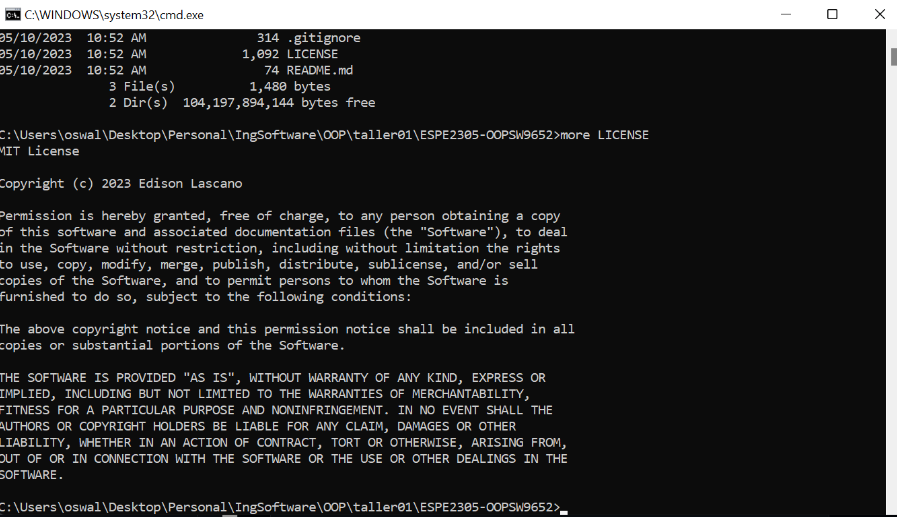 C:\WINDOWS\system32\cmd.exe
05/10/2023  10:52 AM               314 .gitignore
05/10/2023  10:52 AM             1,092 LICENSE
05/10/2023  10:52 AM                74 README.md
3 File(s)          1,480 bytes
2 Dir(s)  104,197,894,144 bytes free
C:\Users\oswal\Desktop\Personal\IngSoftware\OOP\taller01\ESPE2305-OOPSW9652>more LICENSE
MIT License
Copyright (c) 2023 Edison Lascano
Permission is hereby granted, free of charge, to any person obtaining a copy
of this software and associated documentation files (the "Software"), to deal
in the Software without restriction, including without limitation the rights
to use, copy, modify, merge, publish, distribute, sublicense, and/or sell
copies of the Software, and to permit persons to whom the Software is
furnished to do so, subject to the following conditions:
The above copyright notice and this permission notice shall be included in all
copies or substantial portions of the Software.
THE SOFTWARE IS PROVIDED "AS IS", WITHOUT WARRANTY OF ANY KIND, EXPRESS OR
IMPLIED, INCLUDING BUT NOT LIMITED TO THE WARRANTIES OF MERCHANTABILITY,
FITNESS FOR A PARTICULAR PURPOSE AND NONINFRINGEMENT. IN NO EVENT SHALL THE
AUTHORS OR COPYRIGHT HOLDERS BE LIABLE FOR ANY CLAIM, DAMAGES OR OTHER
LIABILITY, WHETHER IN AN ACTION OF CONTRACT, TORT OR OTHERWISE, ARISING FROM,
OUT OF OR IN CONNECTION WITH THE SOFTWARE OR THE USE OR OTHER DEALINGS IN THE
SOFTWARE.
C:\Users\oswal\Desktop\Personal\IngSoftware\OOP\taller01\ESPE2305-OOPSW9652>